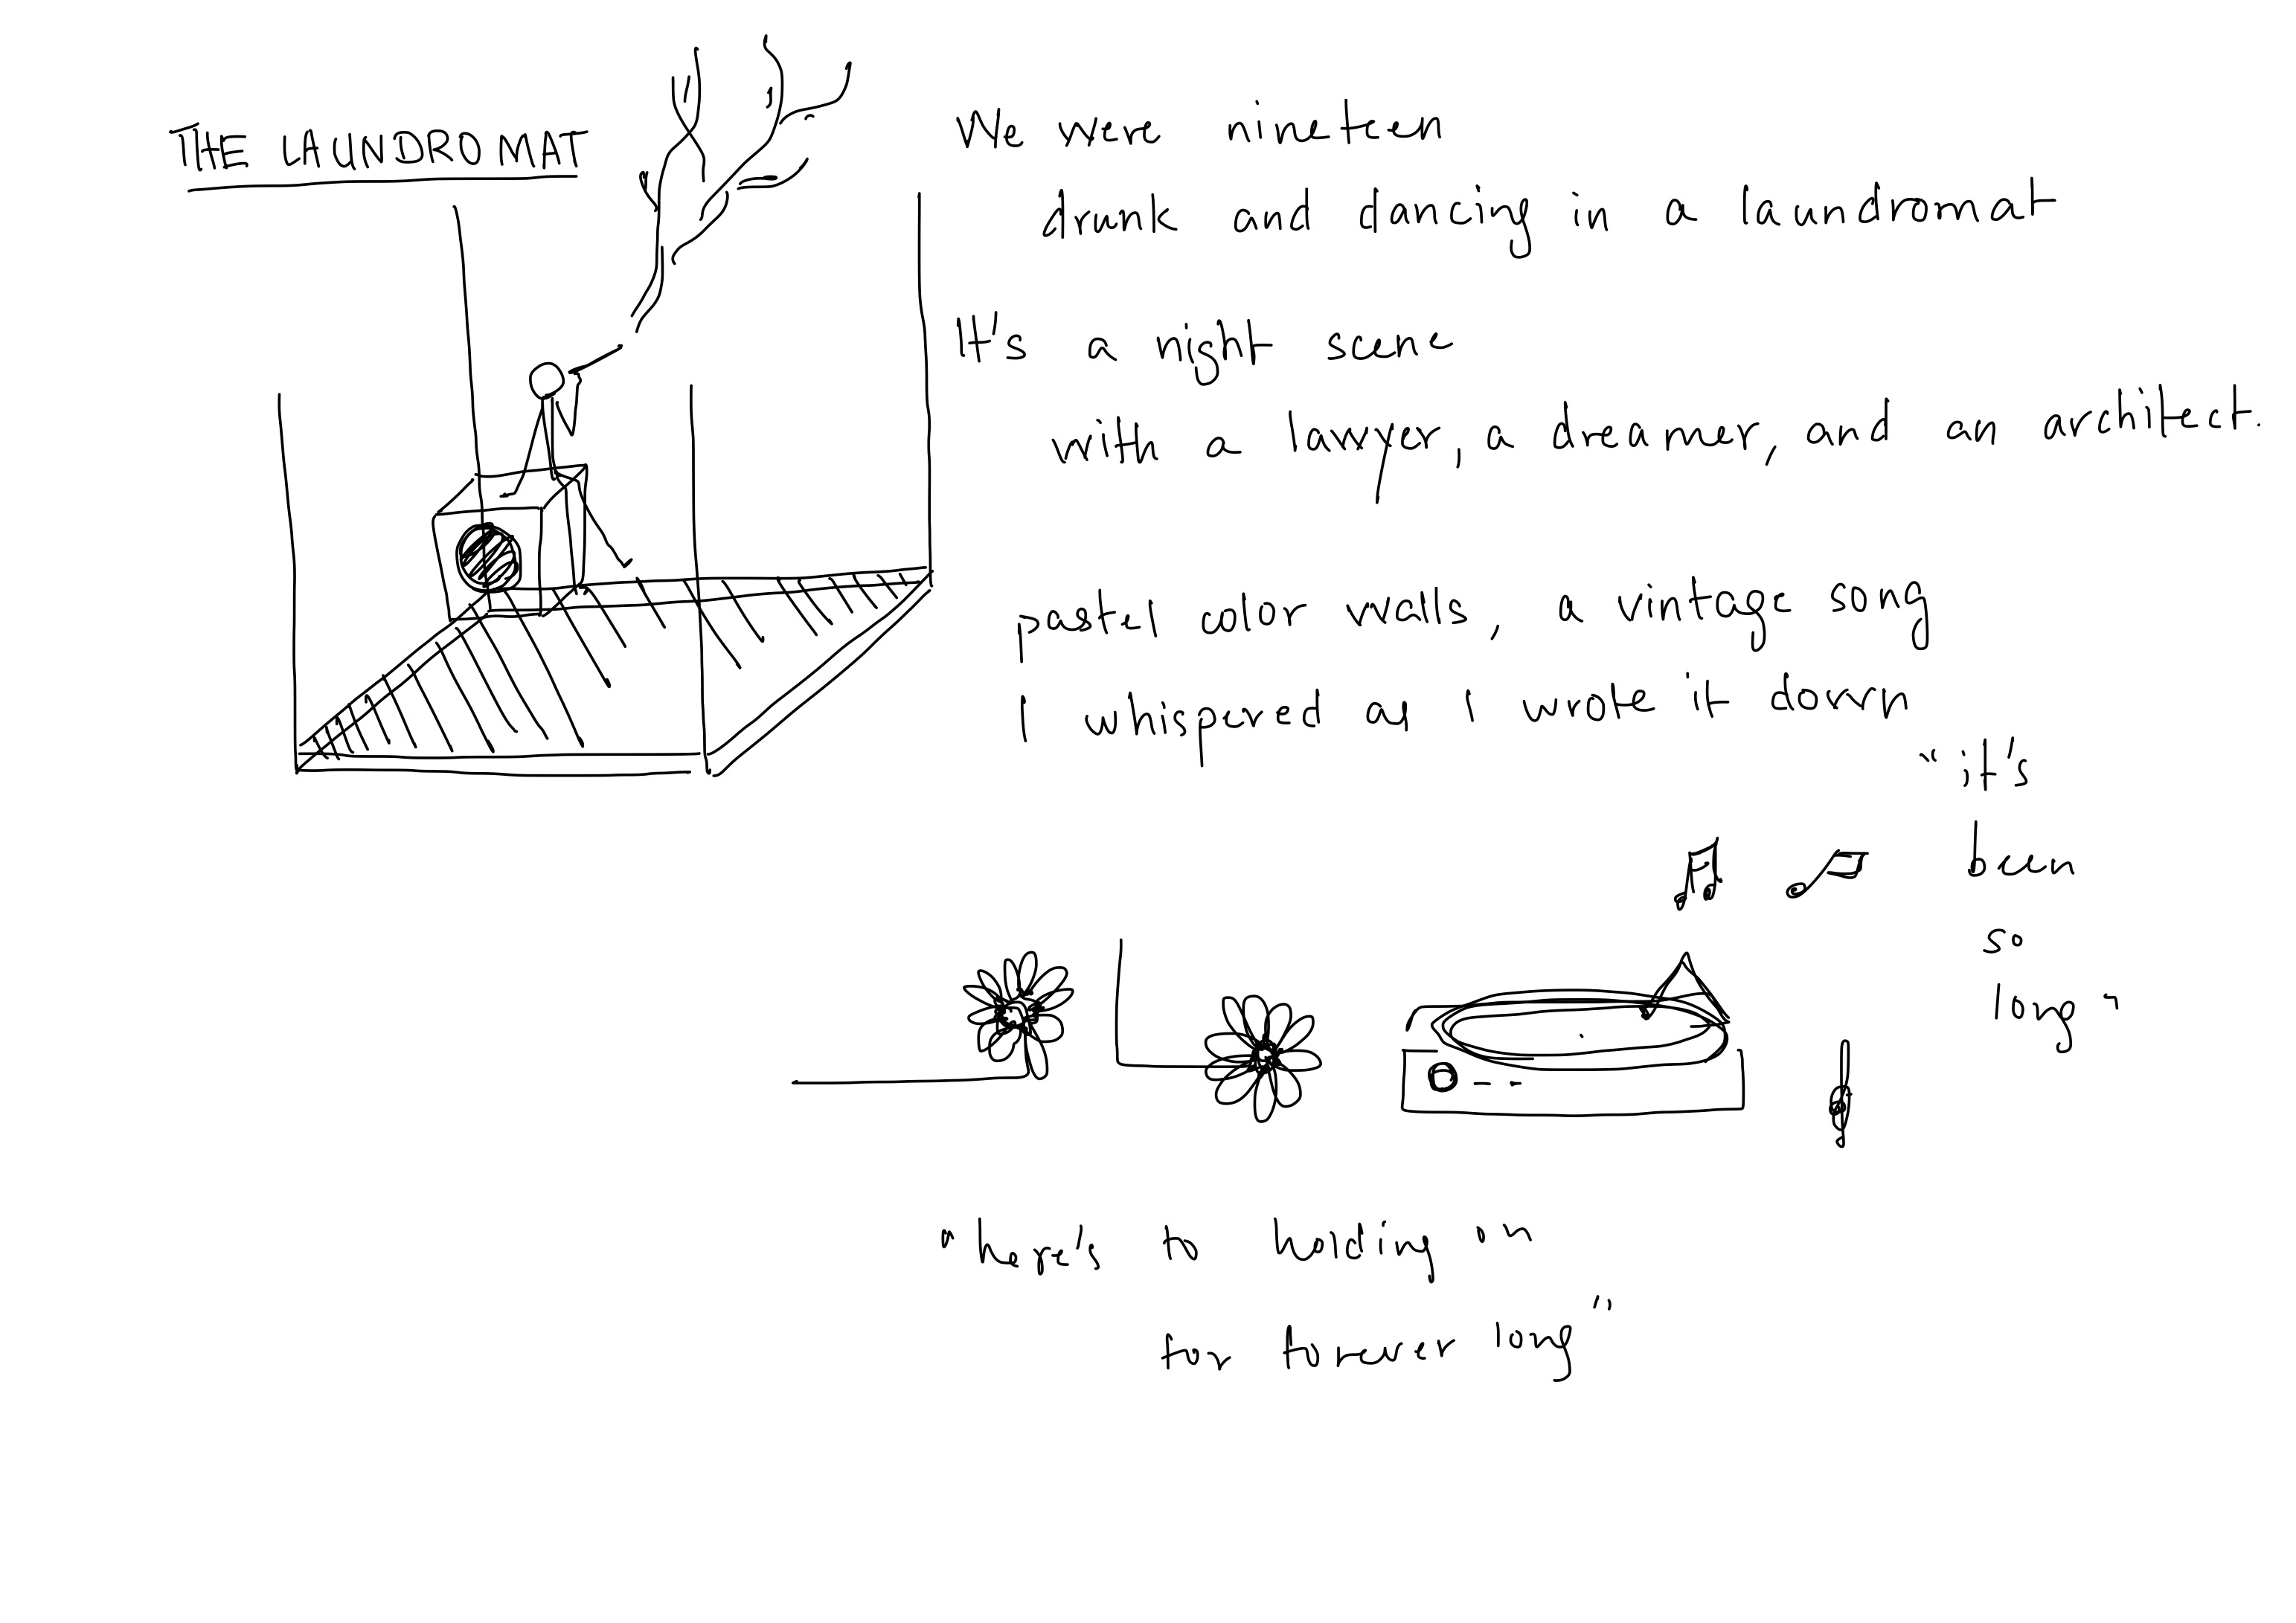 THE LAUNDROMAT
We were nineteen
drunk and dancing in a laundromat
It's a night scene
with a lawyer, a dreamer, and an architect.
pastel color walls, a vintage song
I whispered as I wrote it down
"it's
been
so
long"
"here's to holding on
for forever long"